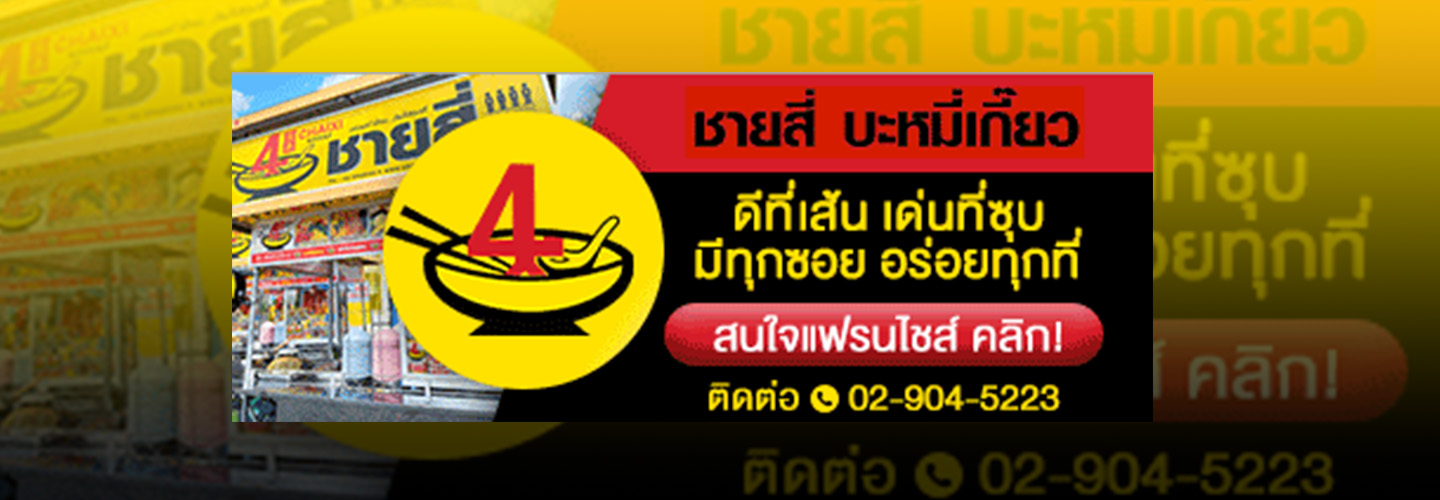 ชายสี่ บะหมี่เกี๊ยว
ดีที่เส้น เด่นที่ซุบ
มีทุกซอย อร่อยทุกที่
สนใจแฟรนไชส์ คลิก!
ติดต่อ 02-904-5223
4
CHAIXI
ชายสี่